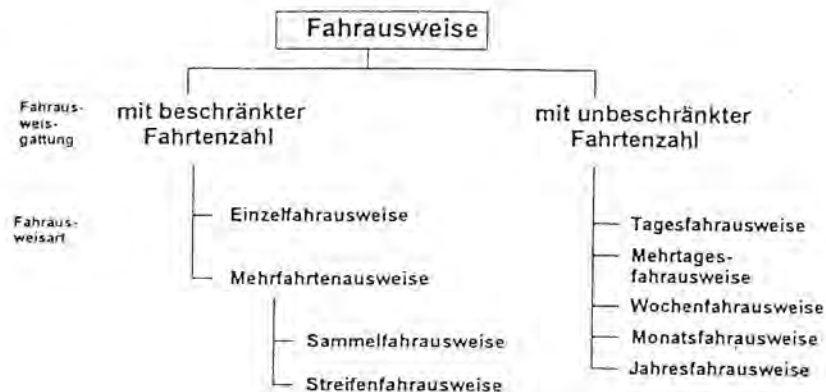 Fahrausweise
Fahraus-
weis-
gattung
mit beschränkter
Fahrtenzahl
mit unbeschränkter
Fahrtenzahl
Fahraus-
weisart
Einzelfahrausweise
Mehrfahrtenausweise
Sammelfahrausweise
Streifenfahrausweise
Tagesfahrausweise
Mehrtages-
fahrausweise
Wochenfahrausweise
Monatsfahrausweise
Jahresfahrausweise